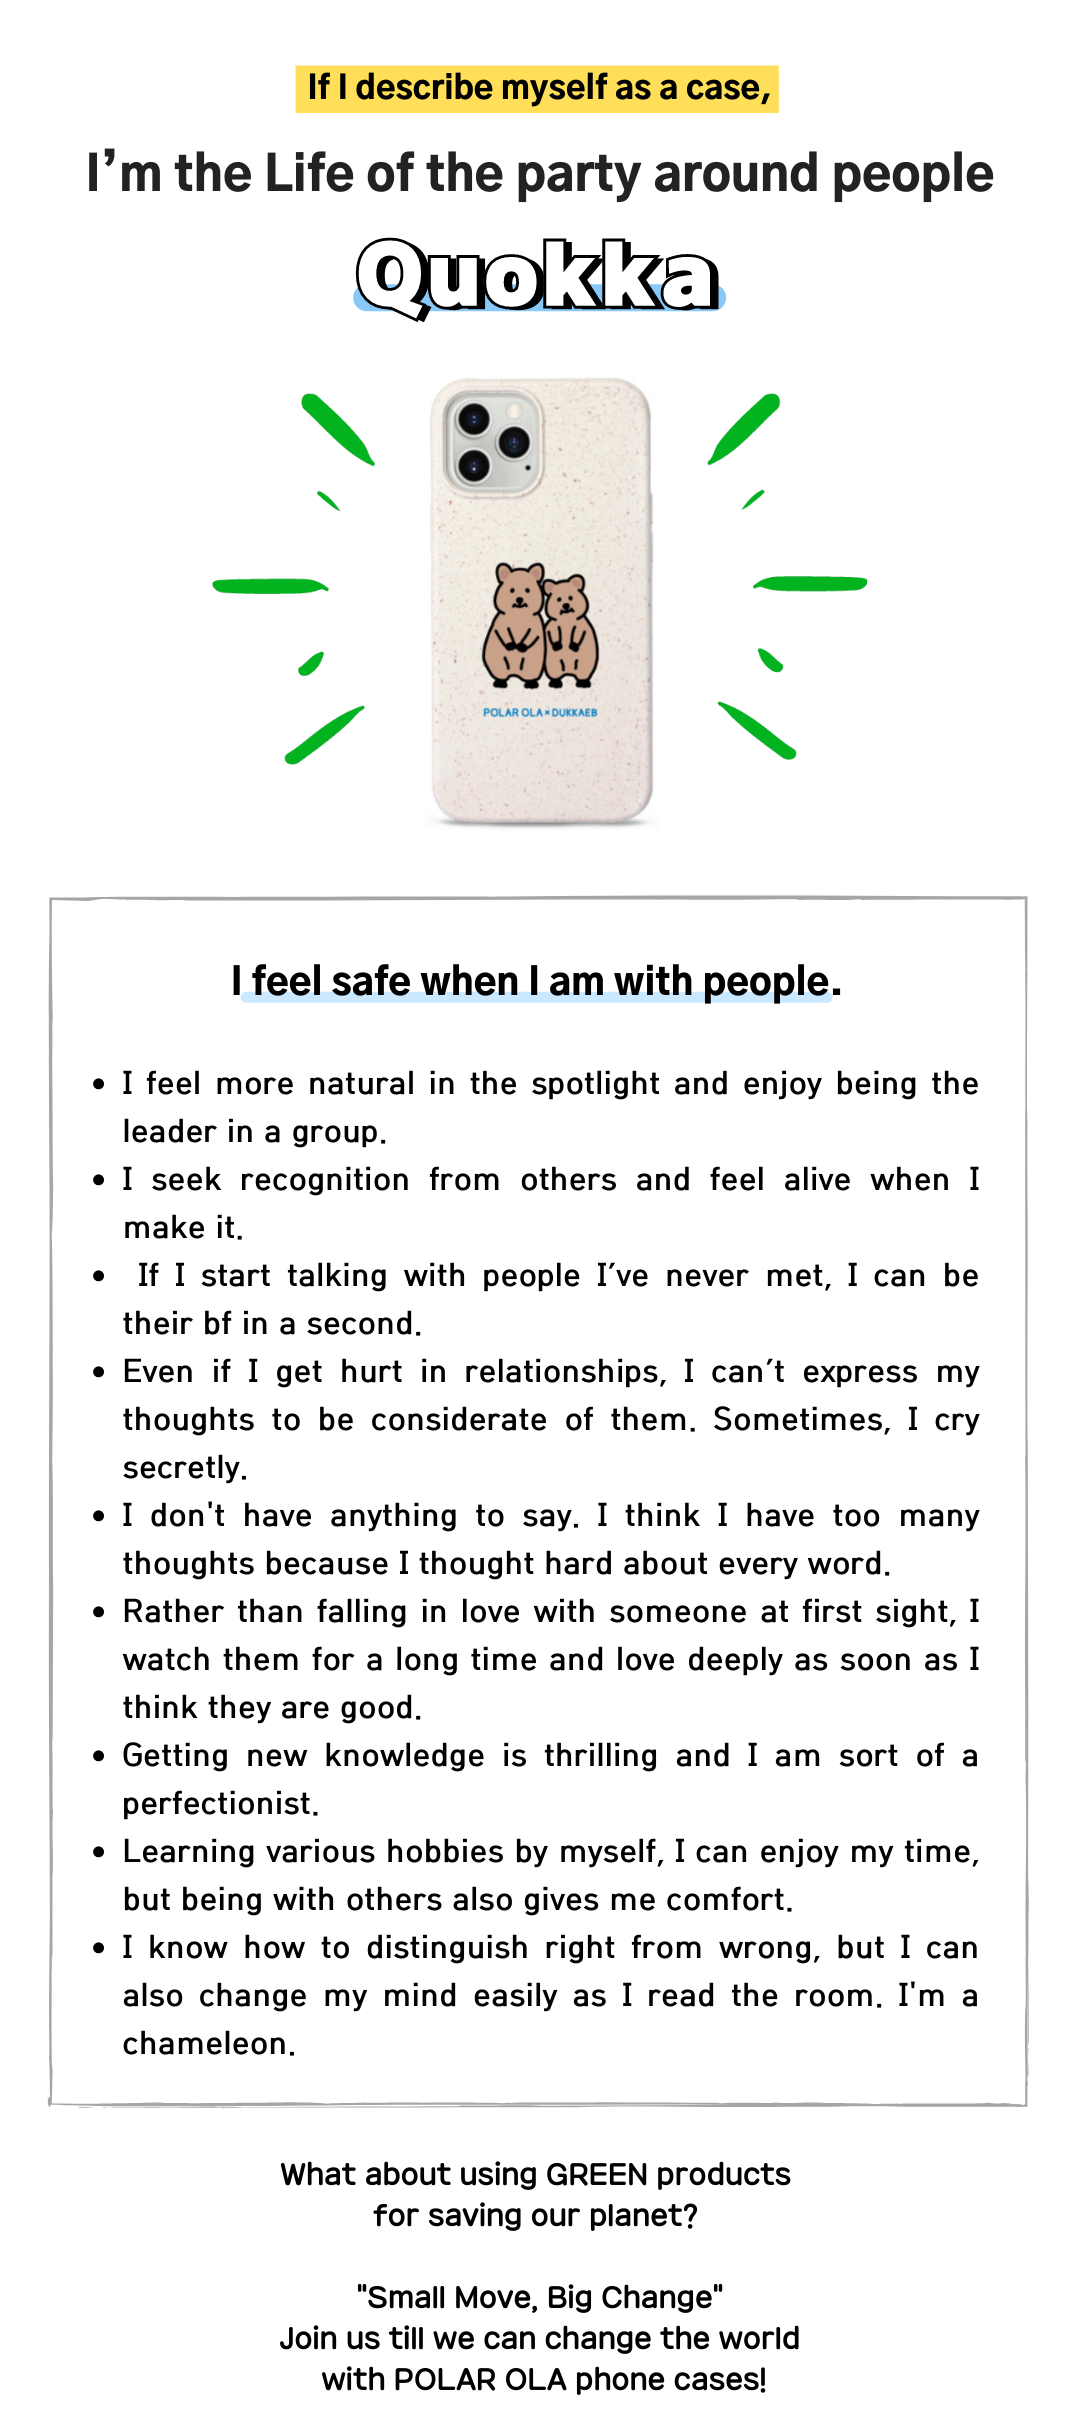 If I describe myself as a case,
I’m the Life of the party around people
Quokka
POLAR OLA × DUKKAEB
I feel safe when I am with people.
• I feel more natural in the spotlight and enjoy being the
leader in a group.
• I seek recognition from others and feel alive when I
make it.
• If I start talking with people I’ve never met, I can be
their bf in a second.
• Even if I get hurt in relationships, I can’t express my
thoughts to be considerate of them. Sometimes, I cry
secretly.
• I don't have anything to say. I think I have too many
thoughts because I thought hard about every word.
• Rather than falling in love with someone at first sight, I
watch them for a long time and love deeply as soon as I
think they are good.
• Getting new knowledge is thrilling and I am sort of a
perfectionist.
• Learning various hobbies by myself, I can enjoy my time,
but being with others also gives me comfort.
• I know how to distinguish right from wrong, but I can
also change my mind easily as I read the room. I'm a
chameleon.
What about using GREEN products
for saving our planet?
"Small Move, Big Change"
Join us till we can change the world
with POLAR OLA phone cases!